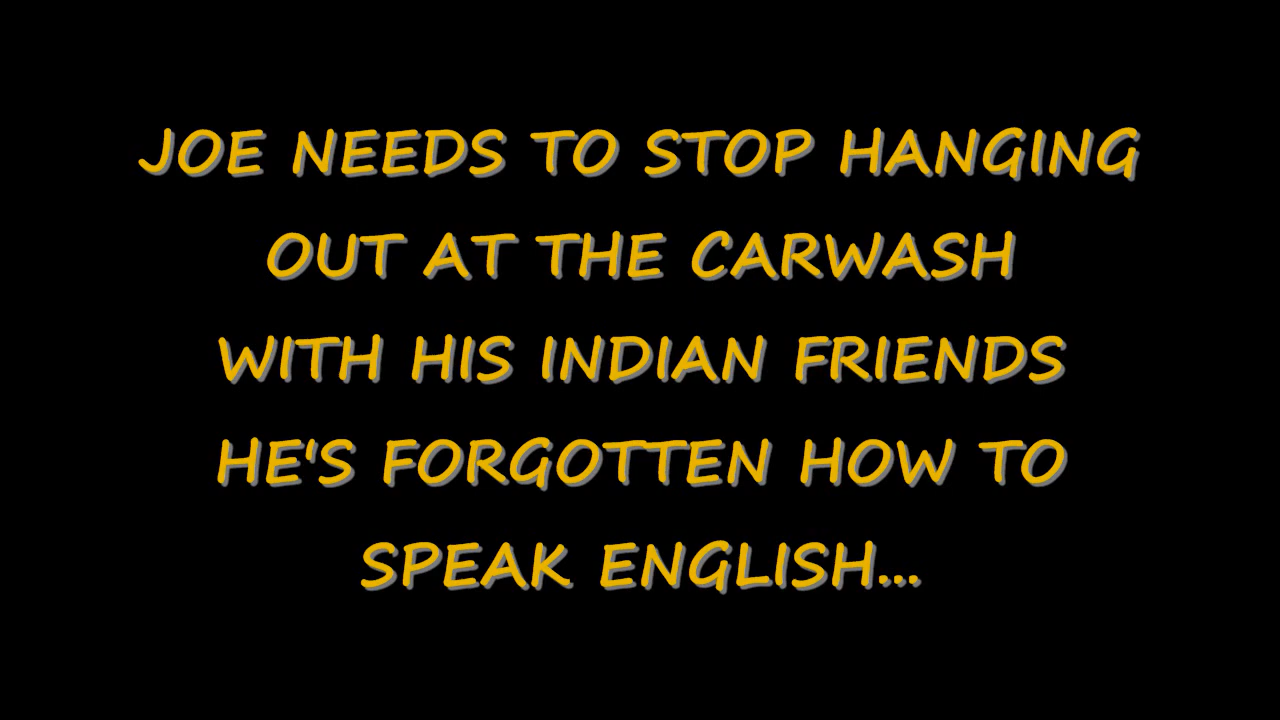 JOE NEEDS TO STOP HANGING
OUT AT THE CARWASH
WITH HIS INDIAN FRIENDS
HE'S FORGOTTEN HOW TO
SPEAK ENGLISH...